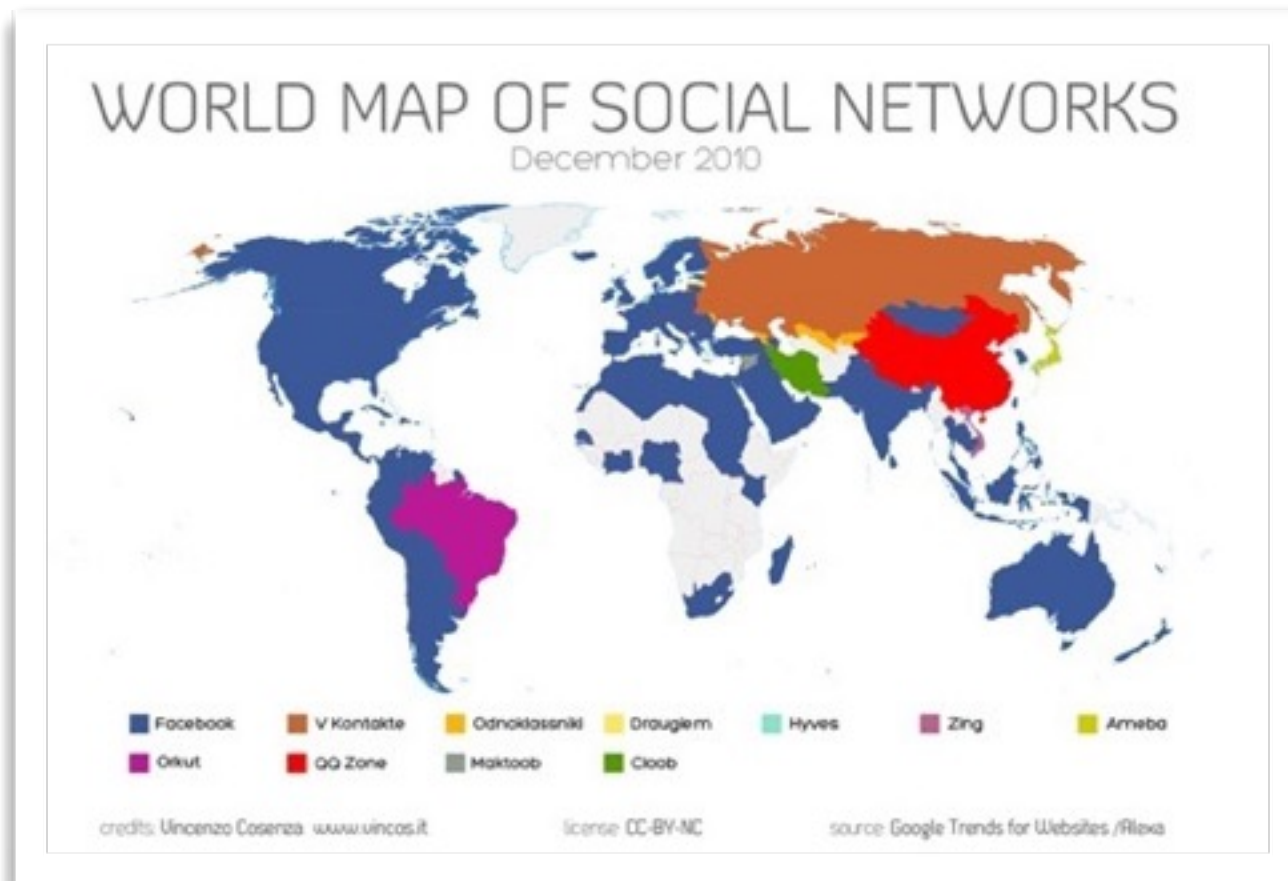 WORLD MAP OF SOCIAL NETWORKS
December 2010
Facebook V Kontakte Odnoklassniki Draugiem Hyves Zing Ameba
Orkut QQ Zone Maktoob Cloob
credits: Vincenzo Cosenza www.vincos.it license: CC-BY-NC source: Google Trends for Websites /Alexa